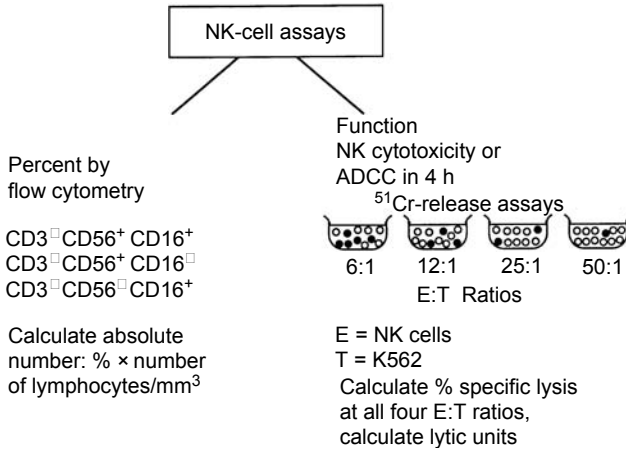 NK-cell assays
Percent by
flow cytometry
CD3□CD56⁺ CD16⁺
CD3□CD56⁺ CD16□
CD3□CD56□CD16⁺
Calculate absolute
number: % × number
of lymphocytes/mm³
Function
NK cytotoxicity or
ADCC in 4 h
⁵¹Cr-release assays
6:1 12:1 25:1 50:1
E:T Ratios
E = NK cells
T = K562
Calculate % specific lysis
at all four E:T ratios,
calculate lytic units